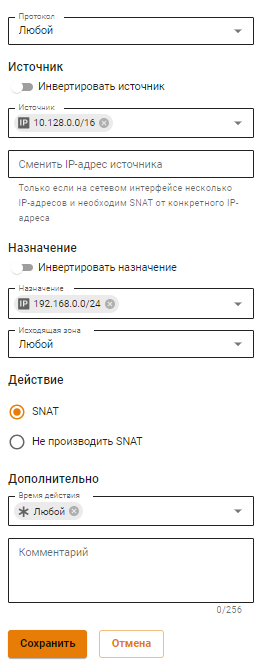 Протокол
Любой
Источник
Инвертировать источник
Источник
IP 10.128.0.0/16
Сменить IP-адрес источника
Только если на сетевом интерфейсе несколько
IP-адресов и необходим SNAT от конкретного IP-
адреса
Назначение
Инвертировать назначение
Назначение
IP 192.168.0.0/24
Исходящая зона
Любой
Действие
SNAT
Не производить SNAT
Дополнительно
Время действия
Любой
Комментарий
0/256
Сохранить Отмена